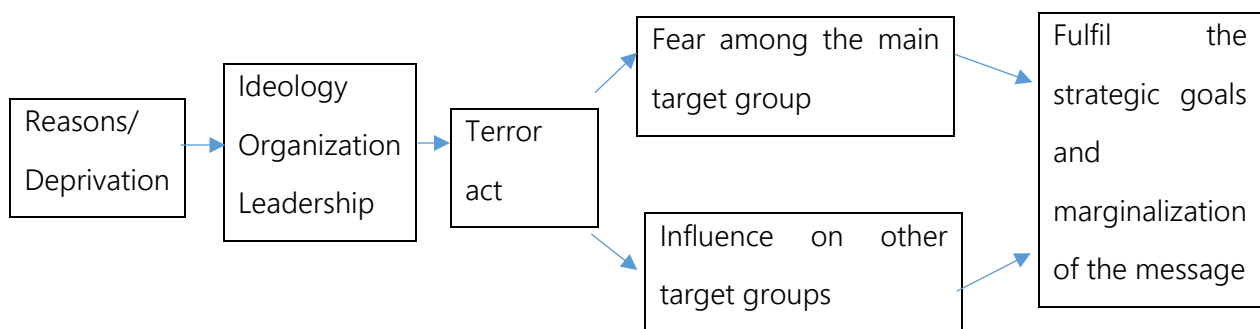 Reasons/
Deprivation
Ideology
Organization
Leadership
Terror
act
Fear among the main
target group
Influence on other
target groups
Fulfil the
strategic goals
and
marginalization
of the message